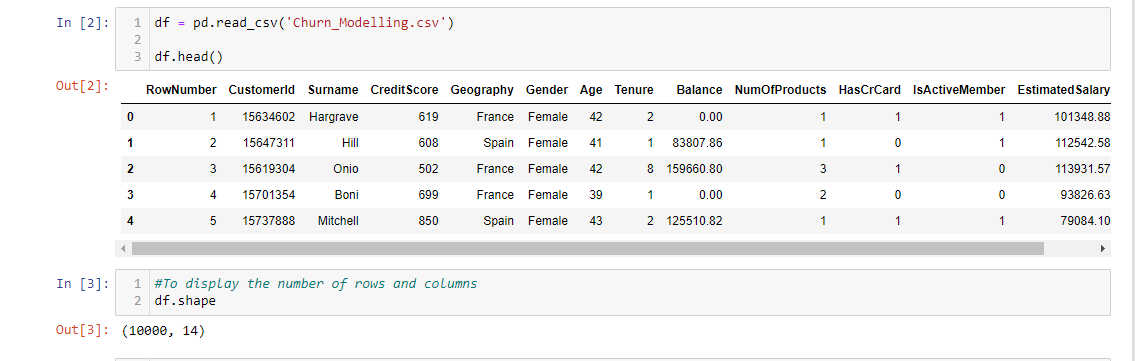 In [2]: 1 df = pd.read_csv('Churn_Modelling.csv')
2
3 df.head()
Out[2]: RowNumber CustomerId Surname CreditScore Geography Gender Age Tenure Balance NumOfProducts HasCrCard IsActiveMember EstimatedSalary
0 1 15634602 Hargrave 619 France Female 42 2 0.00 1 1 1 101348.88
1 2 15647311 Hill 608 Spain Female 41 1 83807.86 1 0 1 112542.58
2 3 15619304 Onio 502 France Female 42 8 159660.80 3 1 0 113931.57
3 4 15701354 Boni 699 France Female 39 1 0.00 2 0 0 93826.63
4 5 15737888 Mitchell 850 Spain Female 43 2 125510.82 1 1 1 79084.10
In [3]: 1 #To display the number of rows and columns
2 df.shape
Out[3]: (10000, 14)